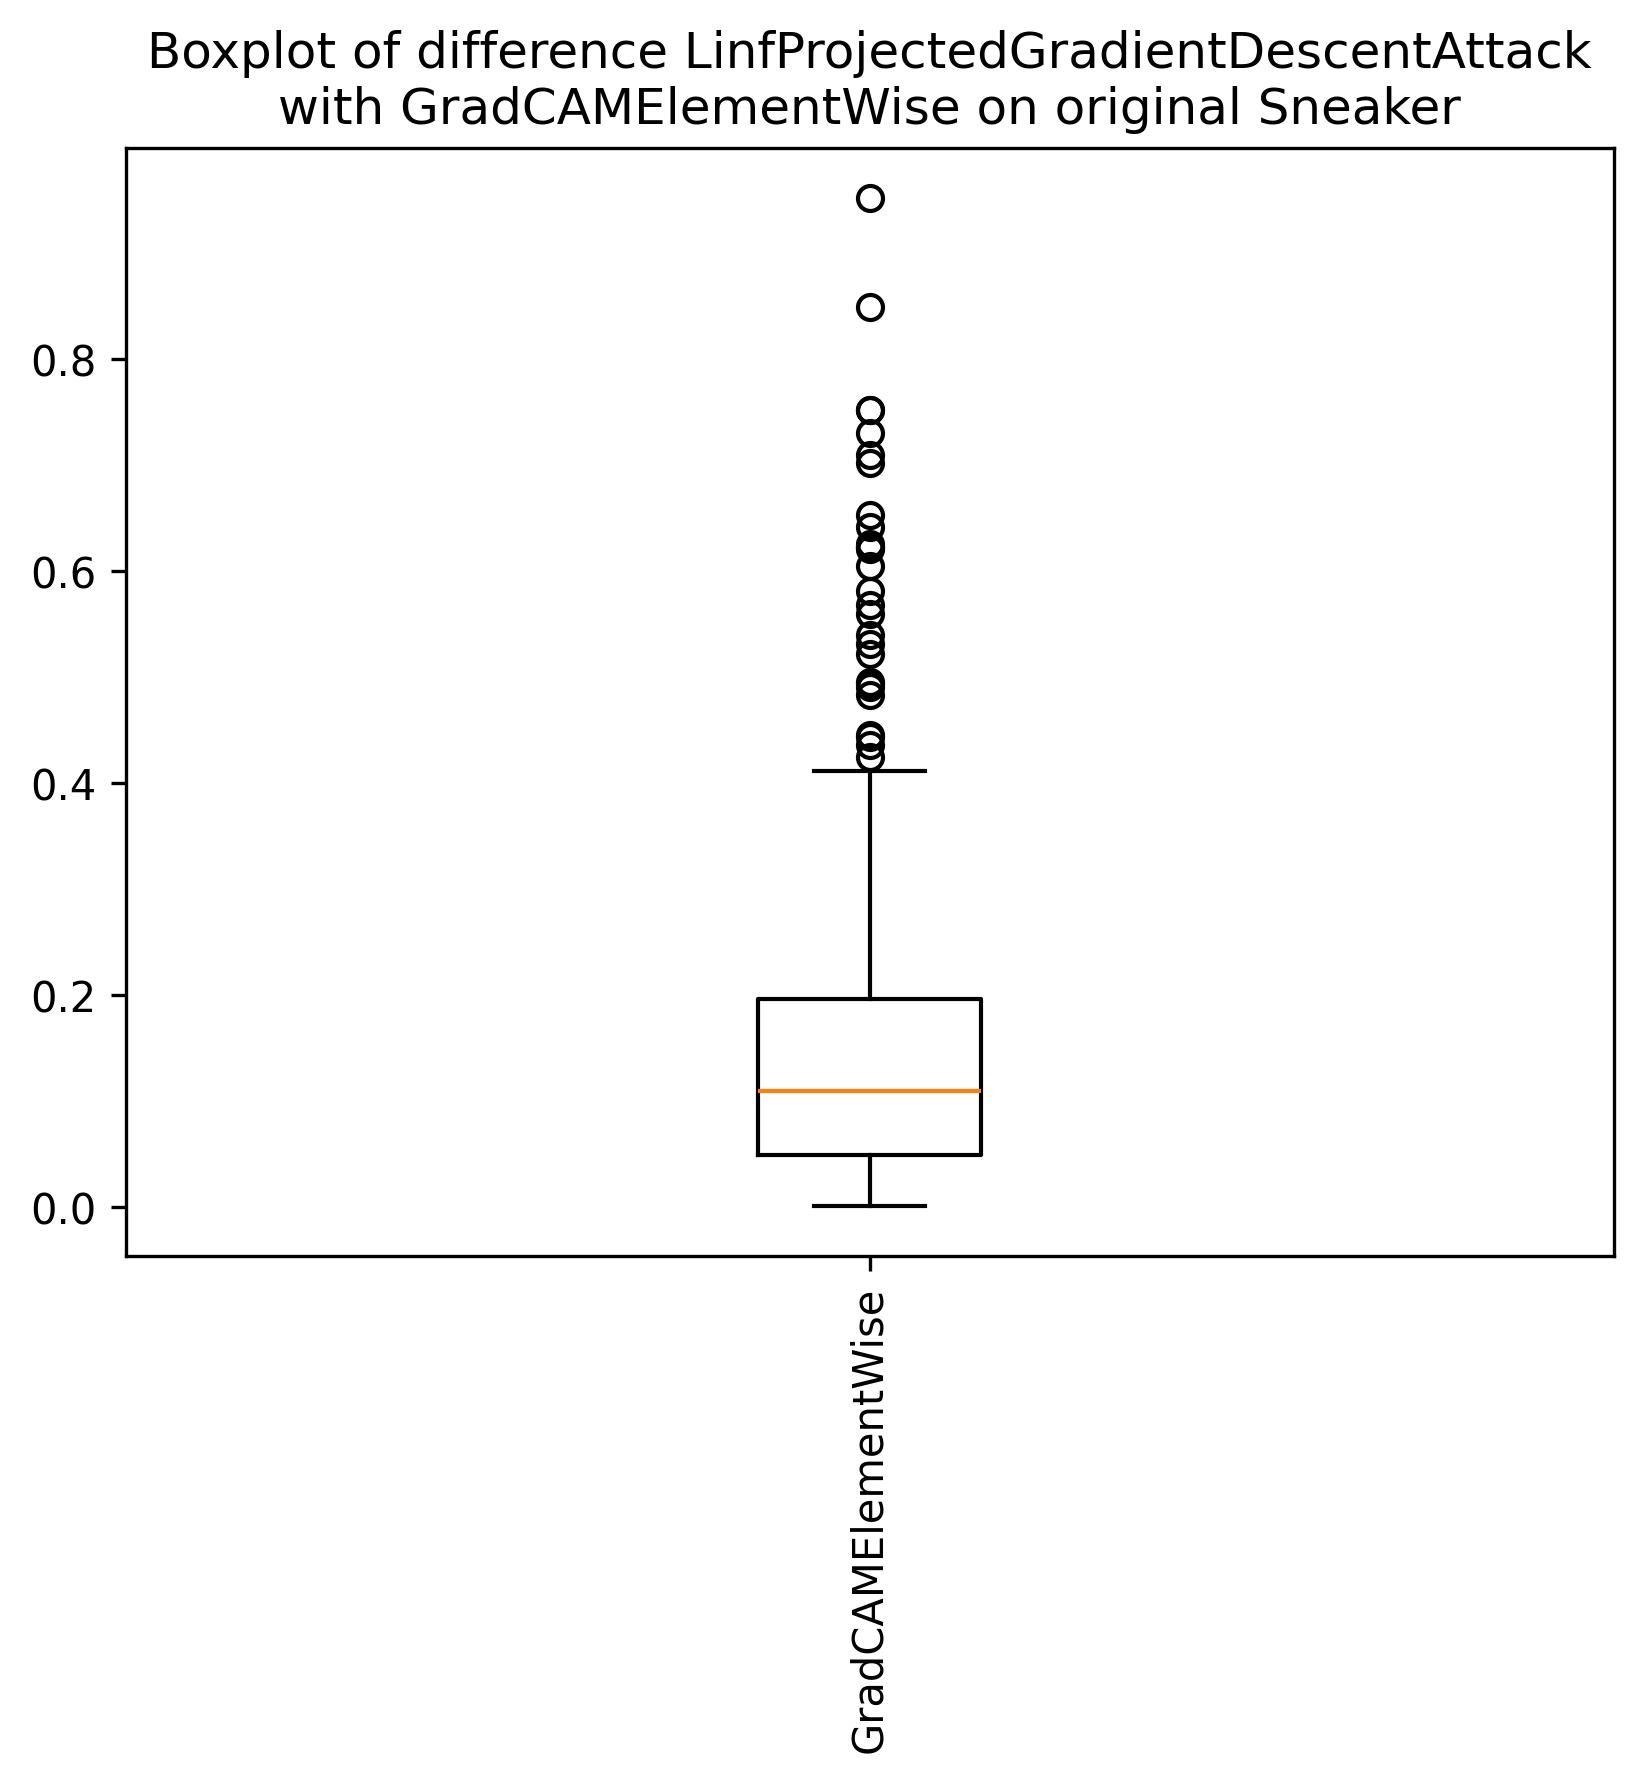 Boxplot of difference LinfProjectedGradientDescentAttack
with GradCAMElementWise on original Sneaker
0.8
0.6
0.4
0.2
0.0
GradCAMElementWise